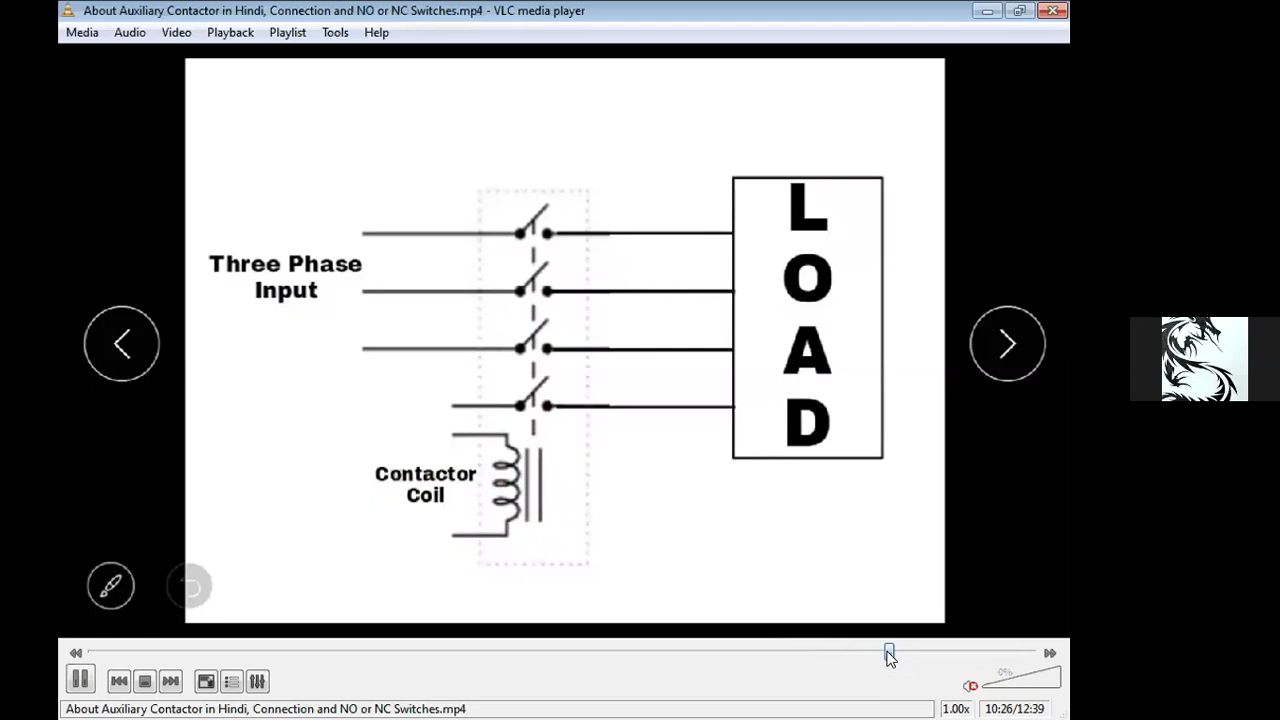 About Auxiliary Contactor in Hindi, Connection and NO or NC Switches.mp4 - VLC media player
Media Audio Video Playback Playlist Tools Help
Three Phase
Input
L
O
A
D
Contactor
Coil
0%
About Auxiliary Contactor in Hindi, Connection and NO or NC Switches.mp4
1.00x
10:26/12:39